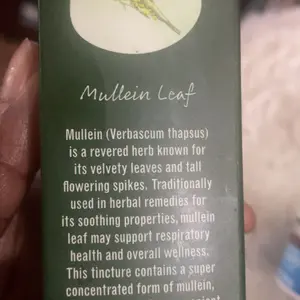 Mullein Leaf
Mullein (Verbascum thapsus)
is a revered herb known for
its velvety leaves and tall
flowering spikes. Traditionally
used in herbal remedies for
its soothing properties, mullein
leaf may support respiratory
health and overall wellness.
This tincture contains a super
concentrated form of mullein,